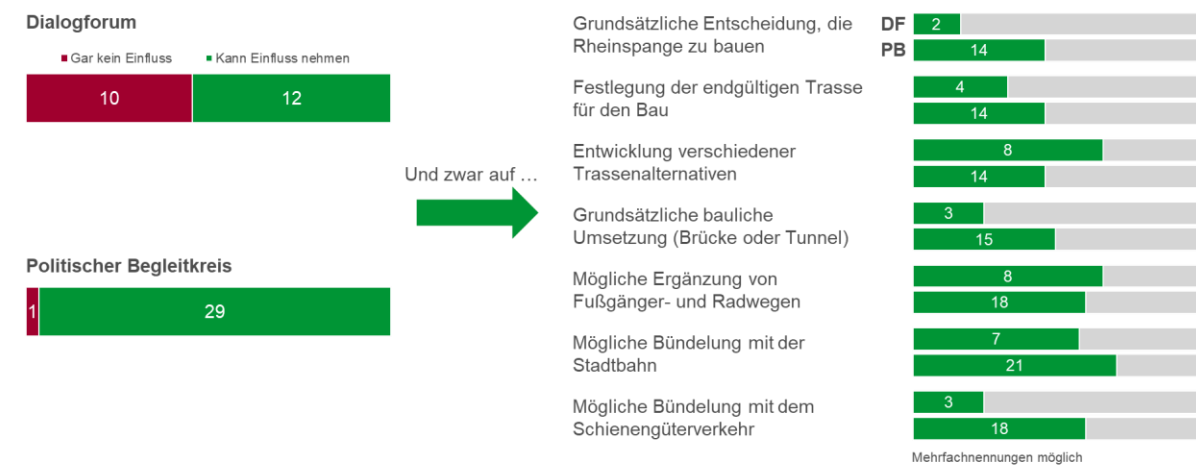 Dialogforum
Gar kein Einfluss
Kann Einfluss nehmen
10
12
Politischer Begleitkreis
1
29
Und zwar auf …
Grundsätzliche Entscheidung, die
Rheinspange zu bauen
DF
2
PB
14
Festlegung der endgültigen Trasse
für den Bau
4
14
Entwicklung verschiedener
Trassenalternativen
8
14
Grundsätzliche bauliche
Umsetzung (Brücke oder Tunnel)
3
15
Mögliche Ergänzung von
Fußgänger- und Radwegen
8
18
Mögliche Bündelung mit der
Stadtbahn
7
21
Mögliche Bündelung mit dem
Schienengüterverkehr
3
18
Mehrfachnennungen möglich